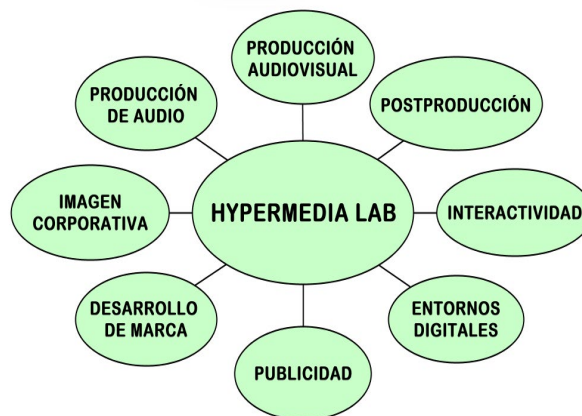 PRODUCCIÓN
AUDIOVISUAL
PRODUCCIÓN
DE AUDIO
POSTPRODUCCIÓN
IMAGEN
CORPORATIVA
HYPERMEDIA LAB
INTERACTIVIDAD
DESARROLLO
DE MARCA
ENTORNOS
DIGITALES
PUBLICIDAD